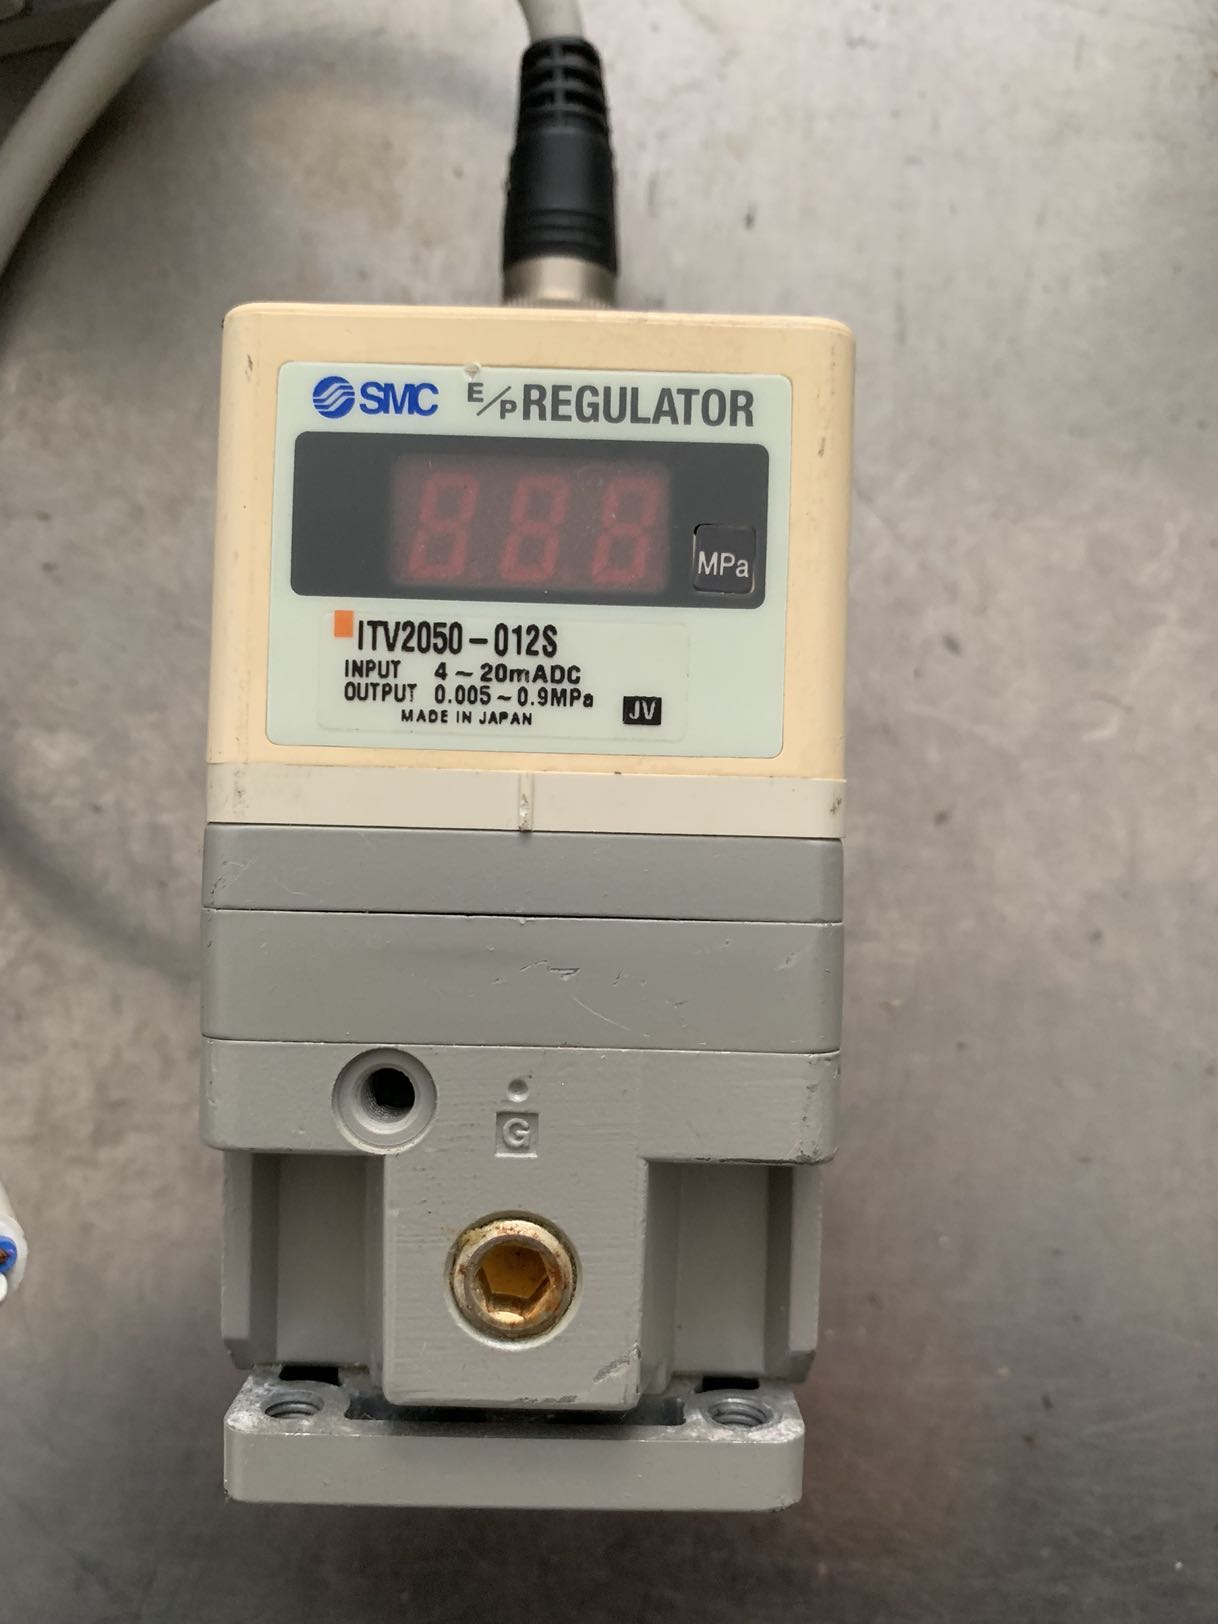 SMC E/P REGULATOR
888
MPa
ITV2050-012S
INPUT 4~20mADC
OUTPUT 0.005~0.9MPa
MADE IN JAPAN JV
G